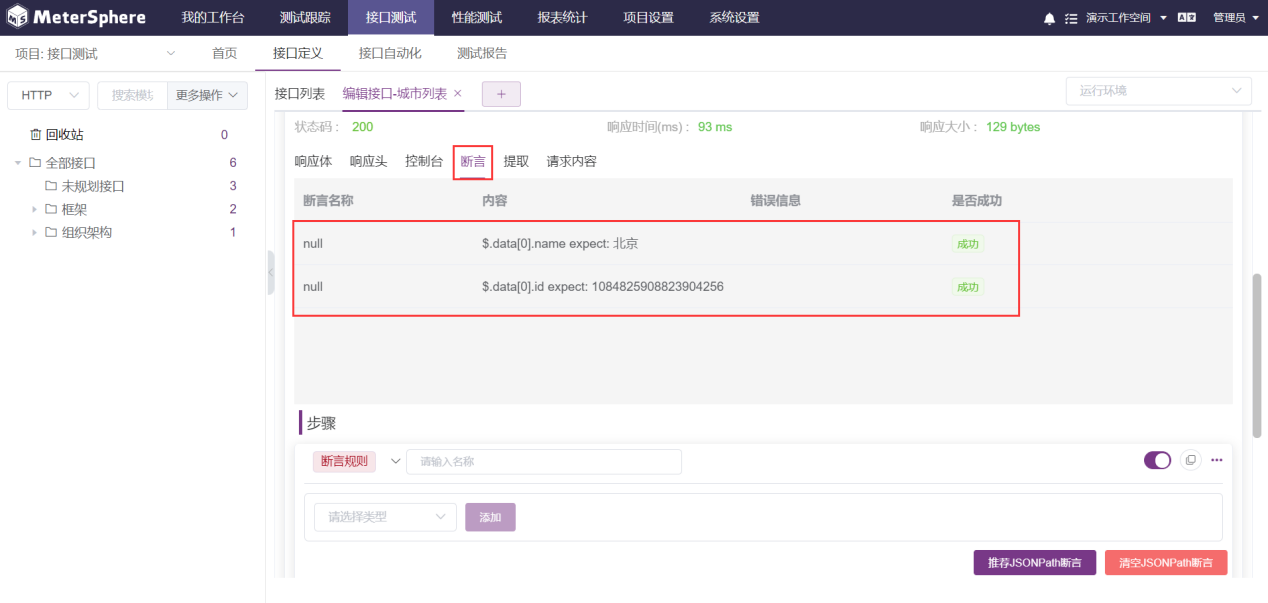 MeterSphere 我的工作台 测试跟踪 接口测试 性能测试 报表统计 项目设置 系统设置 演示工作空间 管理员
项目: 接口测试 首页 接口定义 接口自动化 测试报告
HTTP 搜索模块 更多操作
回收站 0
全部接口 6
未规划接口 3
框架 2
组织架构 1
接口列表 编辑接口-城市列表 × + 运行环境
状态码： 200 响应时间(ms)： 93 ms 响应大小： 129 bytes
响应体 响应头 控制台 断言 提取 请求内容
断言名称 内容 错误信息 是否成功
null $.data[0].name expect: 北京 成功
null $.data[0].id expect: 1084825908823904256 成功
步骤
断言规则 请输入名称
请选择类型 添加
推荐JSONPath断言 清空JSONPath断言